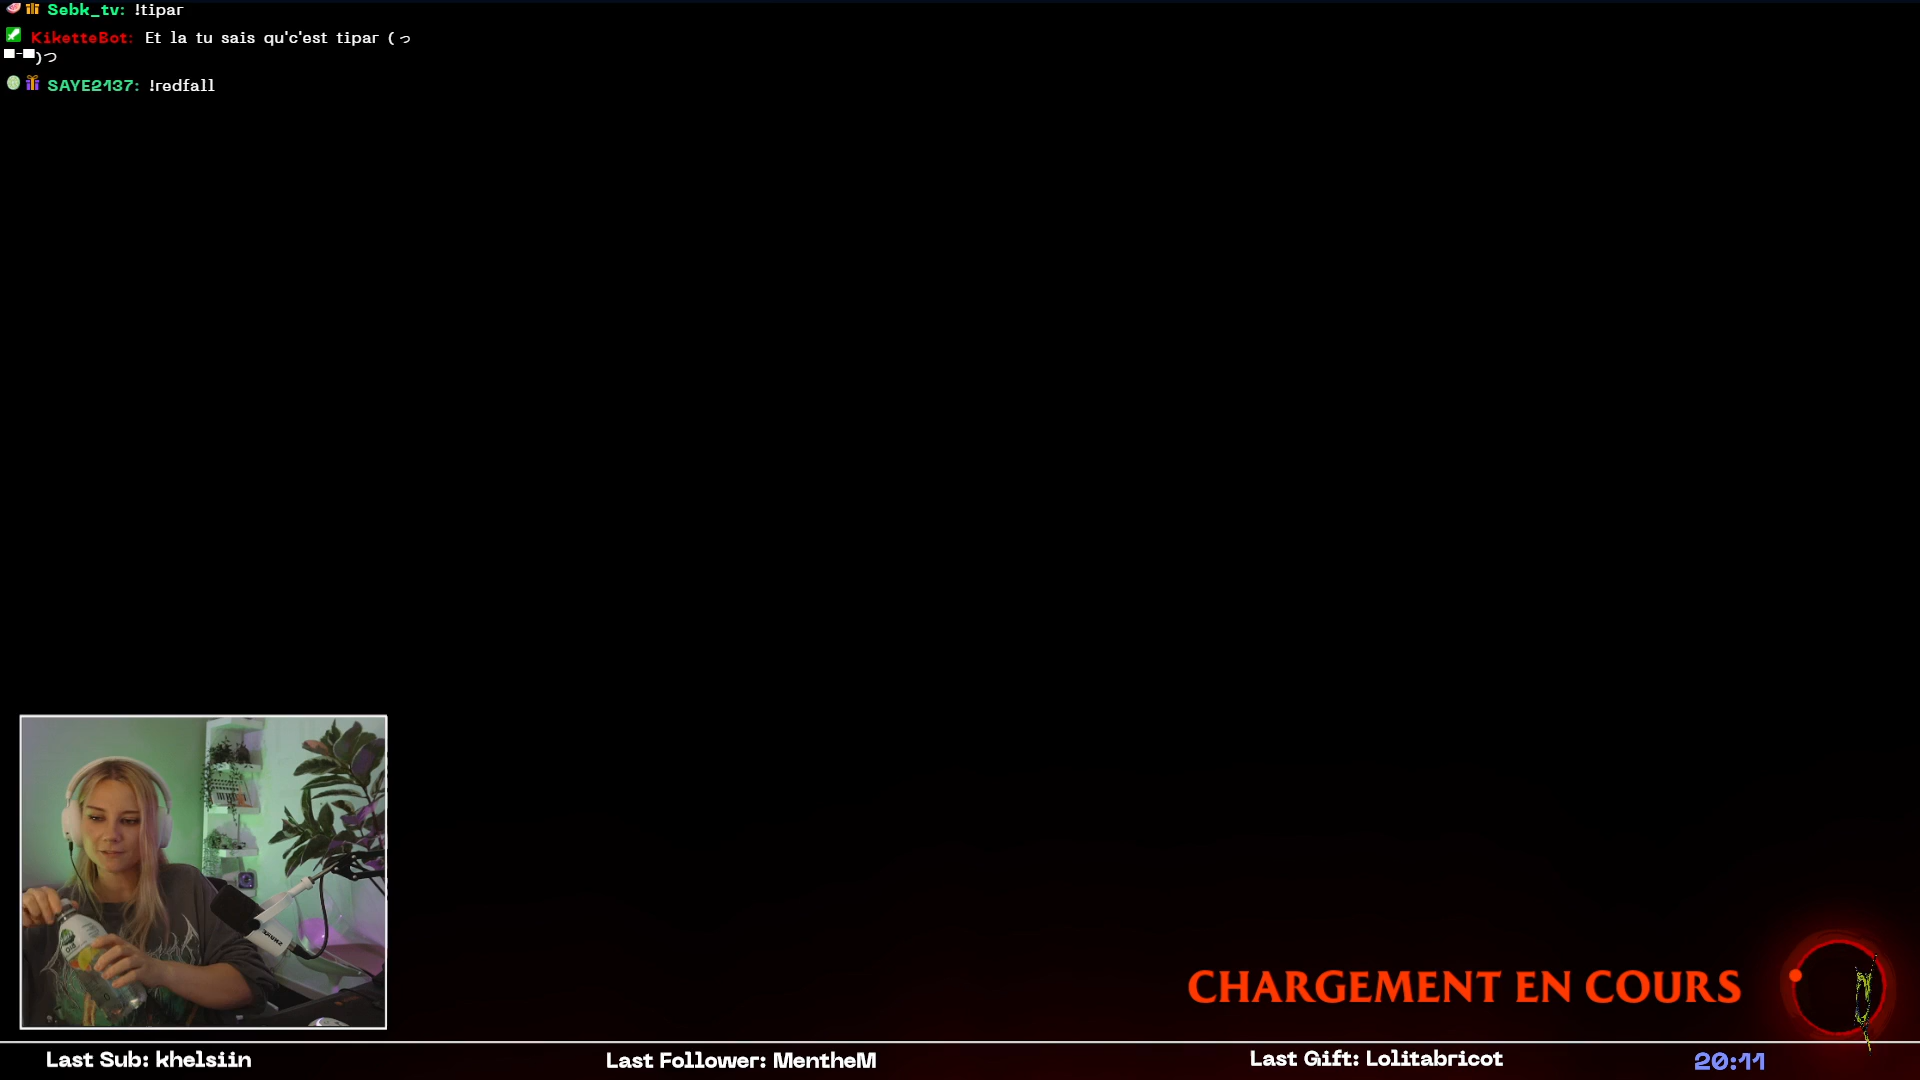 Sebk_tv: !tipar
KiketteBot: Et la tu sais qu'c'est tipar (っ
▀-▀)つ
SAYE2137: !redfall
CHARGEMENT EN COURS
Last Sub: khelsiin
Last Follower: MentheM
Last Gift: Lolitabricot
20:11